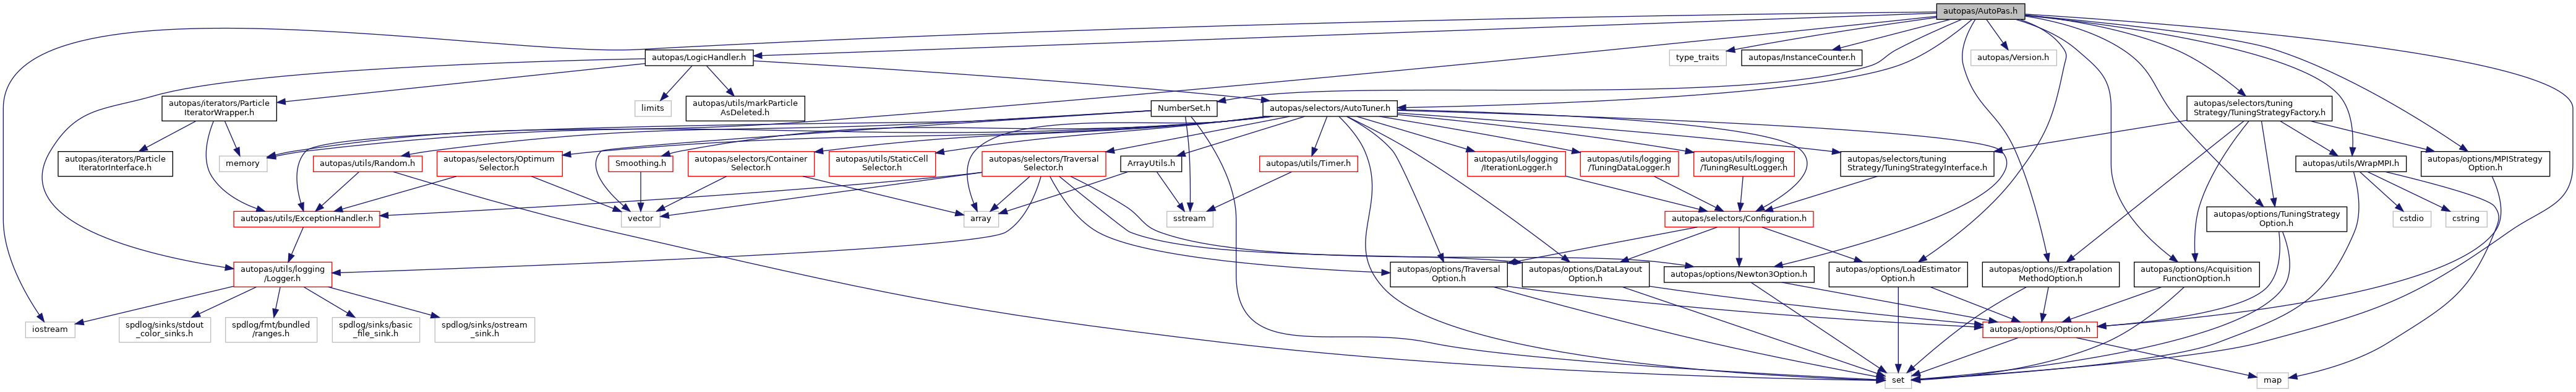 autopas/AutoPas.h
autopas/LogicHandler.h
type_traits
autopas/InstanceCounter.h
autopas/Version.h
autopas/iterators/Particle
IteratorWrapper.h
limits
autopas/utils/markParticle
AsDeleted.h
NumberSet.h
autopas/selectors/AutoTuner.h
autopas/selectors/tuning
Strategy/TuningStrategyFactory.h
autopas/iterators/Particle
IteratorInterface.h
memory
autopas/utils/Random.h
autopas/selectors/Optimum
Selector.h
Smoothing.h
autopas/selectors/Container
Selector.h
autopas/utils/StaticCell
Selector.h
autopas/selectors/Traversal
Selector.h
ArrayUtils.h
autopas/utils/Timer.h
autopas/utils/logging
/IterationLogger.h
autopas/utils/logging
/TuningDataLogger.h
autopas/utils/logging
/TuningResultLogger.h
autopas/selectors/tuning
Strategy/TuningStrategyInterface.h
autopas/utils/WrapMPI.h
autopas/options/MPIStrategy
Option.h
autopas/utils/ExceptionHandler.h
vector
array
sstream
autopas/selectors/Configuration.h
autopas/options/TuningStrategy
Option.h
cstdio
cstring
autopas/utils/logging
/Logger.h
autopas/options/Traversal
Option.h
autopas/options/DataLayout
Option.h
autopas/options/Newton3Option.h
autopas/options/LoadEstimator
Option.h
autopas/options//Extrapolation
MethodOption.h
autopas/options/Acquisition
FunctionOption.h
iostream
spdlog/sinks/stdout
_color_sinks.h
spdlog/fmt/bundled
/ranges.h
spdlog/sinks/basic
_file_sink.h
spdlog/sinks/ostream
_sink.h
autopas/options/Option.h
set
map